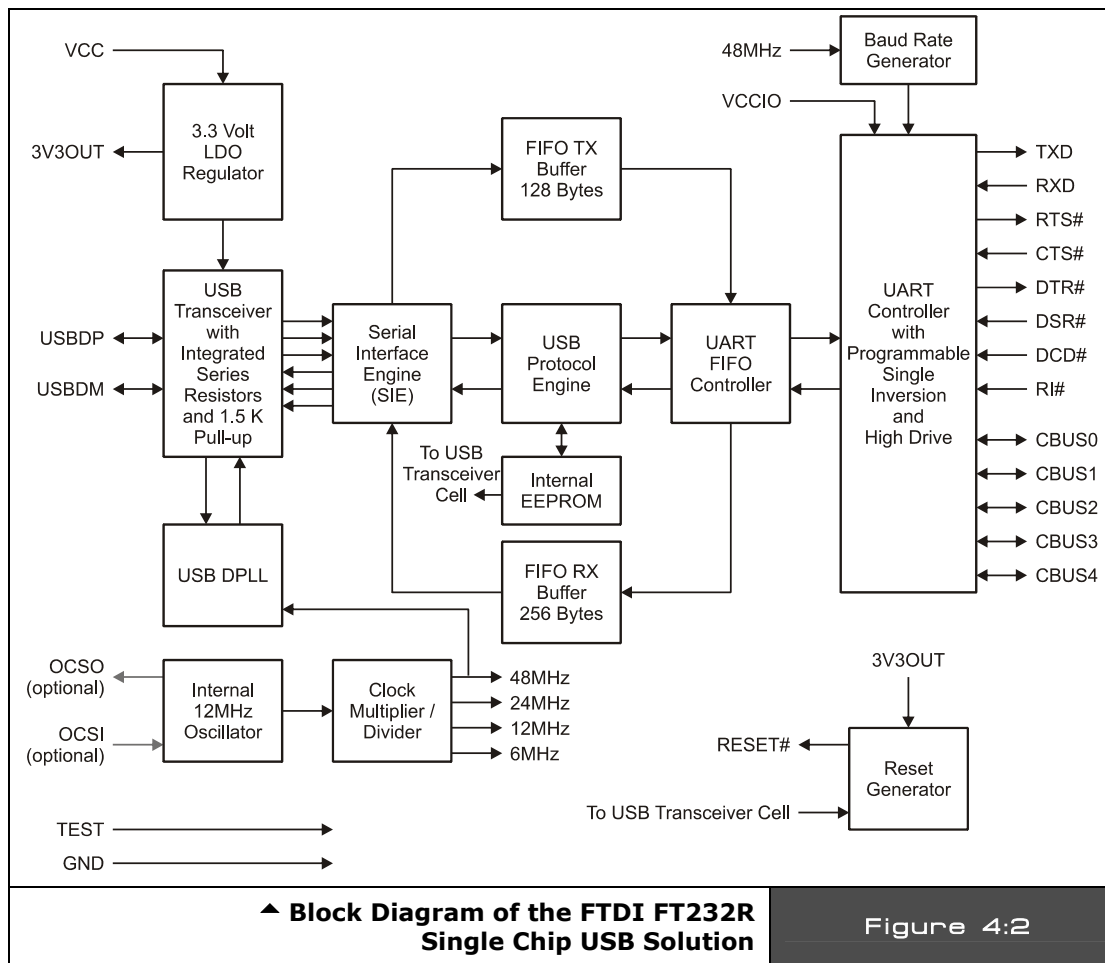 VCC
3V3OUT
3.3 Volt
LDO
Regulator
USBDP
USBDM
USB
Transceiver
with
Integrated
Series
Resistors
and 1.5 K
Pull-up
USB DPLL
Serial
Interface
Engine
(SIE)
FIFO TX
Buffer
128 Bytes
USB
Protocol
Engine
To USB
Transceiver
Cell
Internal
EEPROM
FIFO RX
Buffer
256 Bytes
UART
FIFO
Controller
48MHz
Baud Rate
Generator
VCCIO
UART
Controller
with
Programmable
Single
Inversion
and
High Drive
TXD
RXD
RTS#
CTS#
DTR#
DSR#
DCD#
RI#
CBUS0
CBUS1
CBUS2
CBUS3
CBUS4
OCSO
(optional)
OCSI
(optional)
Internal
12MHz
Oscillator
Clock
Multiplier /
Divider
48MHz
24MHz
12MHz
6MHz
3V3OUT
RESET#
Reset
Generator
To USB Transceiver Cell
TEST
GND
Block Diagram of the FTDI FT232R
Single Chip USB Solution
Figure 4:2